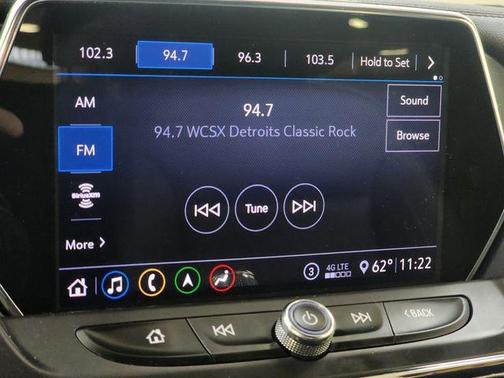 102.3 94.7 96.3 103.5 Hold to Set
AM
94.7
Sound
94.7 WCSX Detroits Classic Rock
Browse
FM
SiriusXM
Tune
More
3 4G LTE 62° 11:22
BACK